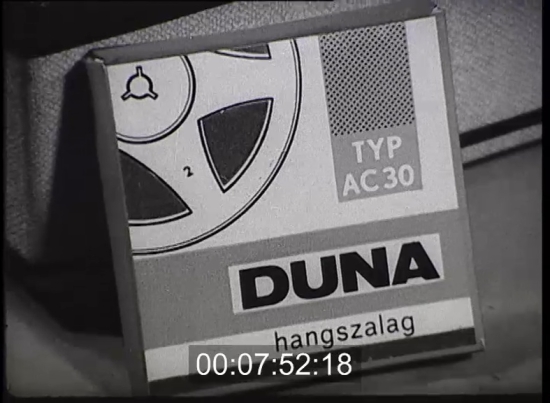 2
TYP
AC30
DUNA
hangszalag
00:07:52:18